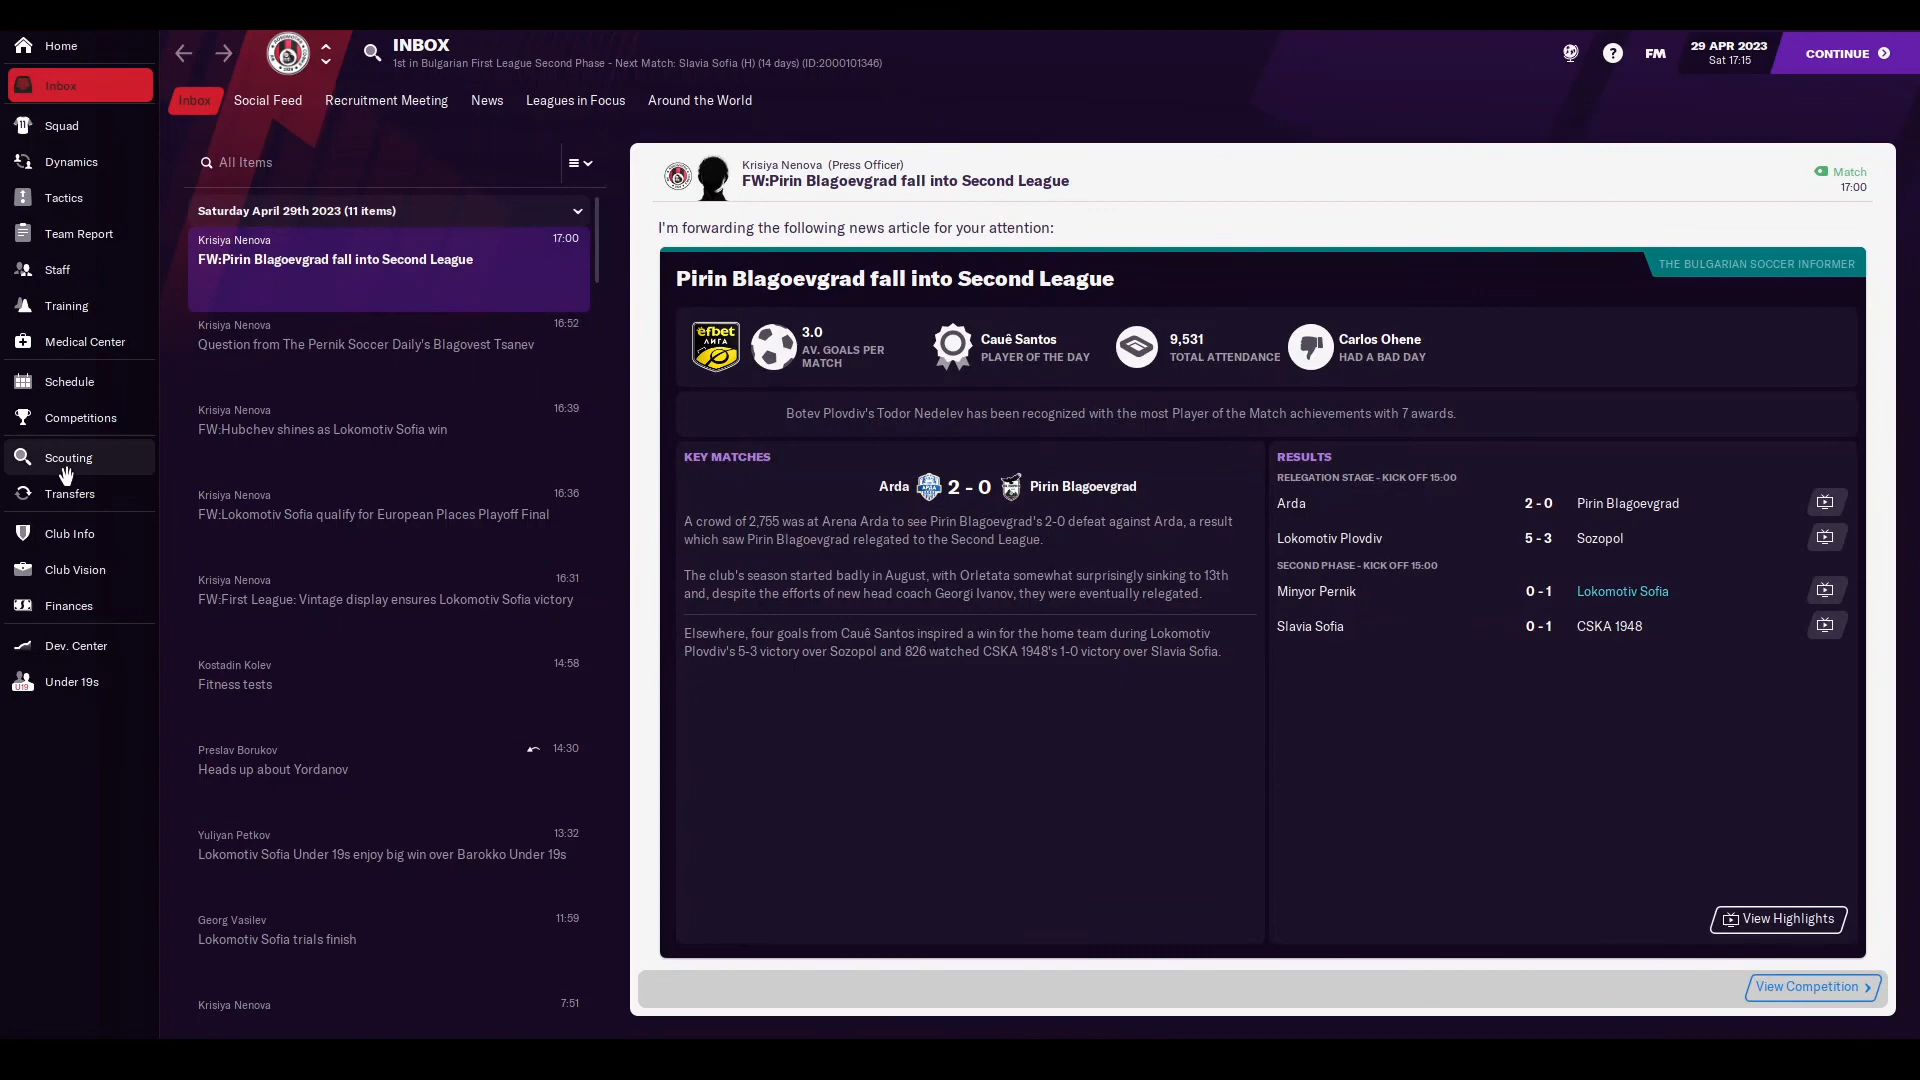 Home
Inbox
Squad
Dynamics
Tactics
Team Report
Staff
Training
Medical Center
Schedule
Competitions
Scouting
Transfers
Club Info
Club Vision
Finances
Dev. Center
Under 19s
11
U19
INBOX
1st in Bulgarian First League Second Phase - Next Match: Slavia Sofia (H) (14 days) (ID:2000101346)
?
FM
29 APR 2023
Sat 17:15
CONTINUE
Inbox
Social Feed
Recruitment Meeting
News
Leagues in Focus
Around the World
All Items
Saturday April 29th 2023 (11 items)
Krisiya Nenova 17:00
FW:Pirin Blagoevgrad fall into Second League
Krisiya Nenova 16:52
Question from The Pernik Soccer Daily's Blagovest Tsanev
Krisiya Nenova 16:39
FW:Hubchev shines as Lokomotiv Sofia win
Krisiya Nenova 16:36
FW:Lokomotiv Sofia qualify for European Places Playoff Final
Krisiya Nenova 16:31
FW:First League: Vintage display ensures Lokomotiv Sofia victory
Kostadin Kolev 14:58
Fitness tests
Preslav Borukov 14:30
Heads up about Yordanov
Yuliyan Petkov 13:32
Lokomotiv Sofia Under 19s enjoy big win over Barokko Under 19s
Georg Vasilev 11:59
Lokomotiv Sofia trials finish
Krisiya Nenova 7:51
Krisiya Nenova (Press Officer)
FW:Pirin Blagoevgrad fall into Second League
Match
17:00
I'm forwarding the following news article for your attention:
THE BULGARIAN SOCCER INFORMER
Pirin Blagoevgrad fall into Second League
efbet
ЛИГА
3.0
AV. GOALS PER
MATCH
Cauê Santos
PLAYER OF THE DAY
9,531
TOTAL ATTENDANCE
Carlos Ohene
HAD A BAD DAY
Botev Plovdiv's Todor Nedelev has been recognized with the most Player of the Match achievements with 7 awards.
KEY MATCHES
Arda 2 - 0 Pirin Blagoevgrad
A crowd of 2,755 was at Arena Arda to see Pirin Blagoevgrad's 2-0 defeat against Arda, a result
which saw Pirin Blagoevgrad relegated to the Second League.
The club's season started badly in August, with Orletata somewhat surprisingly sinking to 13th
and, despite the efforts of new head coach Georgi Ivanov, they were eventually relegated.
Elsewhere, four goals from Cauê Santos inspired a win for the home team during Lokomotiv
Plovdiv's 5-3 victory over Sozopol and 826 watched CSKA 1948's 1-0 victory over Slavia Sofia.
RESULTS
RELEGATION STAGE - KICK OFF 15:00
Arda 2 - 0 Pirin Blagoevgrad
Lokomotiv Plovdiv 5 - 3 Sozopol
SECOND PHASE - KICK OFF 15:00
Minyor Pernik 0 - 1 Lokomotiv Sofia
Slavia Sofia 0 - 1 CSKA 1948
View Highlights
View Competition